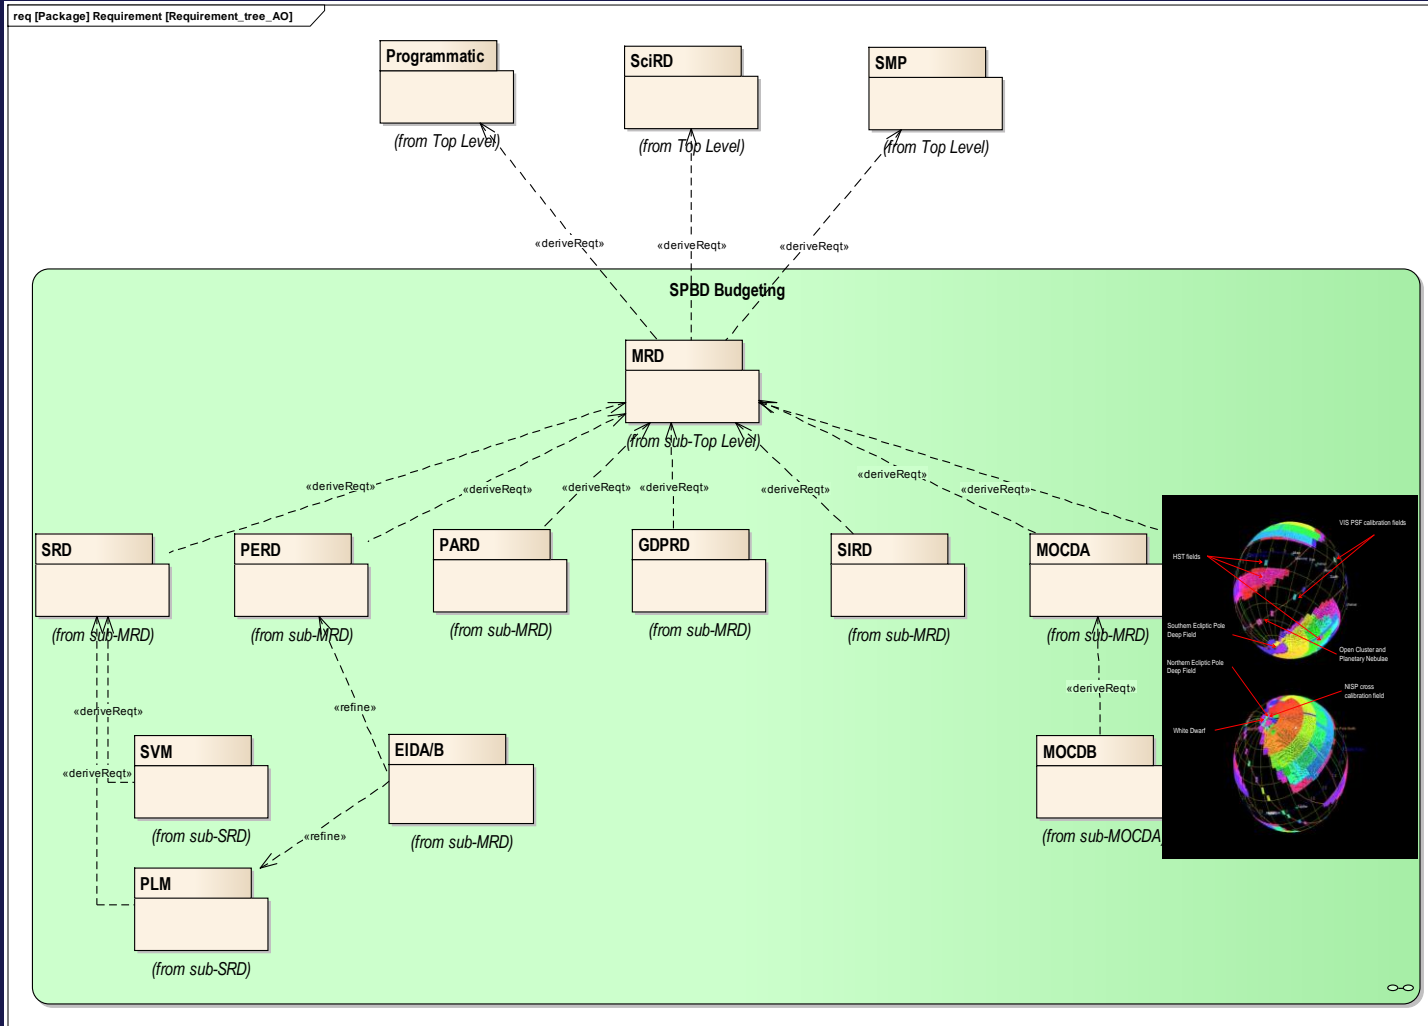 req [Package] Requirement [Requirement_tree_AO]
Programmatic
SciRD
SMP
(from Top Level)
(from Top Level)
(from Top Level)
«deriveReqt»
«deriveReqt»
«deriveReqt»
SPBD Budgeting
MRD
(from sub-Top Level)
«deriveReqt»
«deriveReqt»
«deriveReqt»
«deriveReqt»
«deriveReqt»
«deriveReqt»
«deriveReqt»
SRD
PERD
PARD
GDPRD
SIRD
MOCDA
(from sub-MRD)
(from sub-MRD)
(from sub-MRD)
(from sub-MRD)
(from sub-MRD)
(from sub-MRD)
VIS PSF calibration fields
HST fields
Southern Ecliptic Pole
Deep Field
Open Cluster and
Planetary Nebulae
Northern Ecliptic Pole
Deep Field
NISP cross
calibration field
White Dwarf
«deriveReqt»
«deriveReqt»
«refine»
«deriveReqt»
SVM
EIDA/B
MOCDB
(from sub-SRD)
«refine»
(from sub-MRD)
(from sub-MOCDA)
PLM
(from sub-SRD)